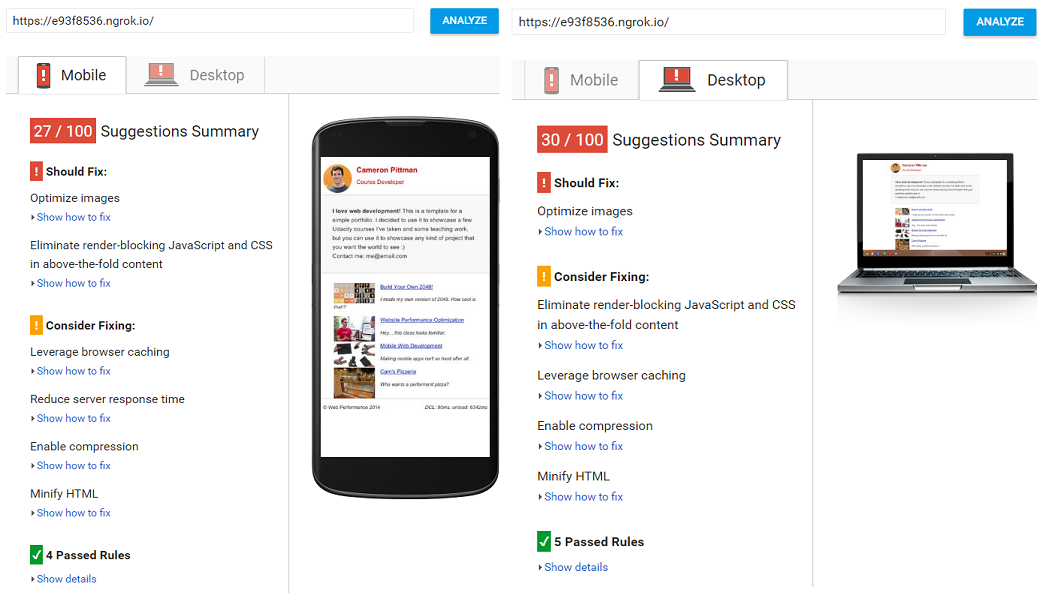 https://e93f8536.ngrok.io/
ANALYZE
Mobile
Desktop
27 / 100 Suggestions Summary
! Should Fix:
Optimize images
Show how to fix
Eliminate render-blocking JavaScript and CSS
in above-the-fold content
Show how to fix
! Consider Fixing:
Leverage browser caching
Show how to fix
Reduce server response time
Show how to fix
Enable compression
Show how to fix
Minify HTML
Show how to fix
4 Passed Rules
Show details
Cameron Pittman
Course Developer
I love web development! This is a template for a
simple portfolio. I decided to use it to showcase a few
Udacity courses I've taken and some teaching work,
but you can use it to showcase any kind of project that
you want the world to see :)
Contact me: me@email.com
Build Your Own 2048!
I made my own version of 2048. How cool is
that!?
Website Performance Optimization
Hey... this class looks familiar.
Mobile Web Development
Making mobile apps isn't so hard after all
Cam's Pizzeria
Who wants a performant pizza?
© Web Performance 2014
DCL: 90ms, onload: 6342ms
https://e93f8536.ngrok.io/
ANALYZE
Mobile
Desktop
30 / 100 Suggestions Summary
! Should Fix:
Optimize images
Show how to fix
! Consider Fixing:
Eliminate render-blocking JavaScript and CSS
in above-the-fold content
Show how to fix
Leverage browser caching
Show how to fix
Enable compression
Show how to fix
Minify HTML
Show how to fix
5 Passed Rules
Show details
Cameron Pittman
Course Developer